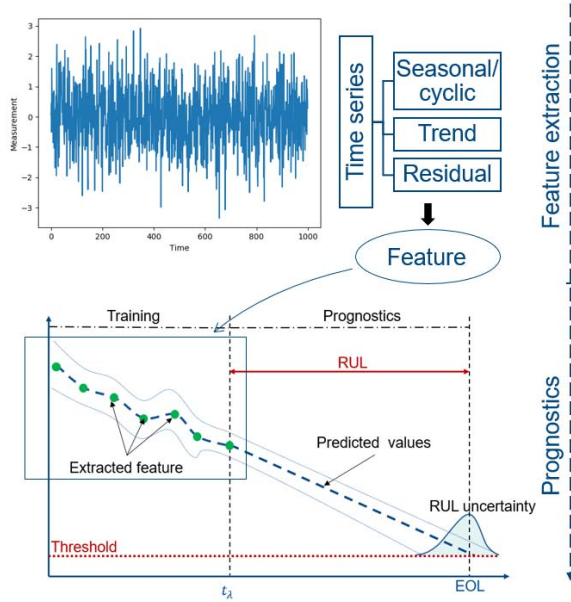 3
2
1
0
−1
−2
−3
Measurement
0
200
400
600
800
1000
Time
Time series
Seasonal/
cyclic
Trend
Residual
Feature
Feature extraction
Training
Prognostics
RUL
Extracted feature
Predicted values
RUL uncertainty
Threshold
tλ
EOL
Prognostics